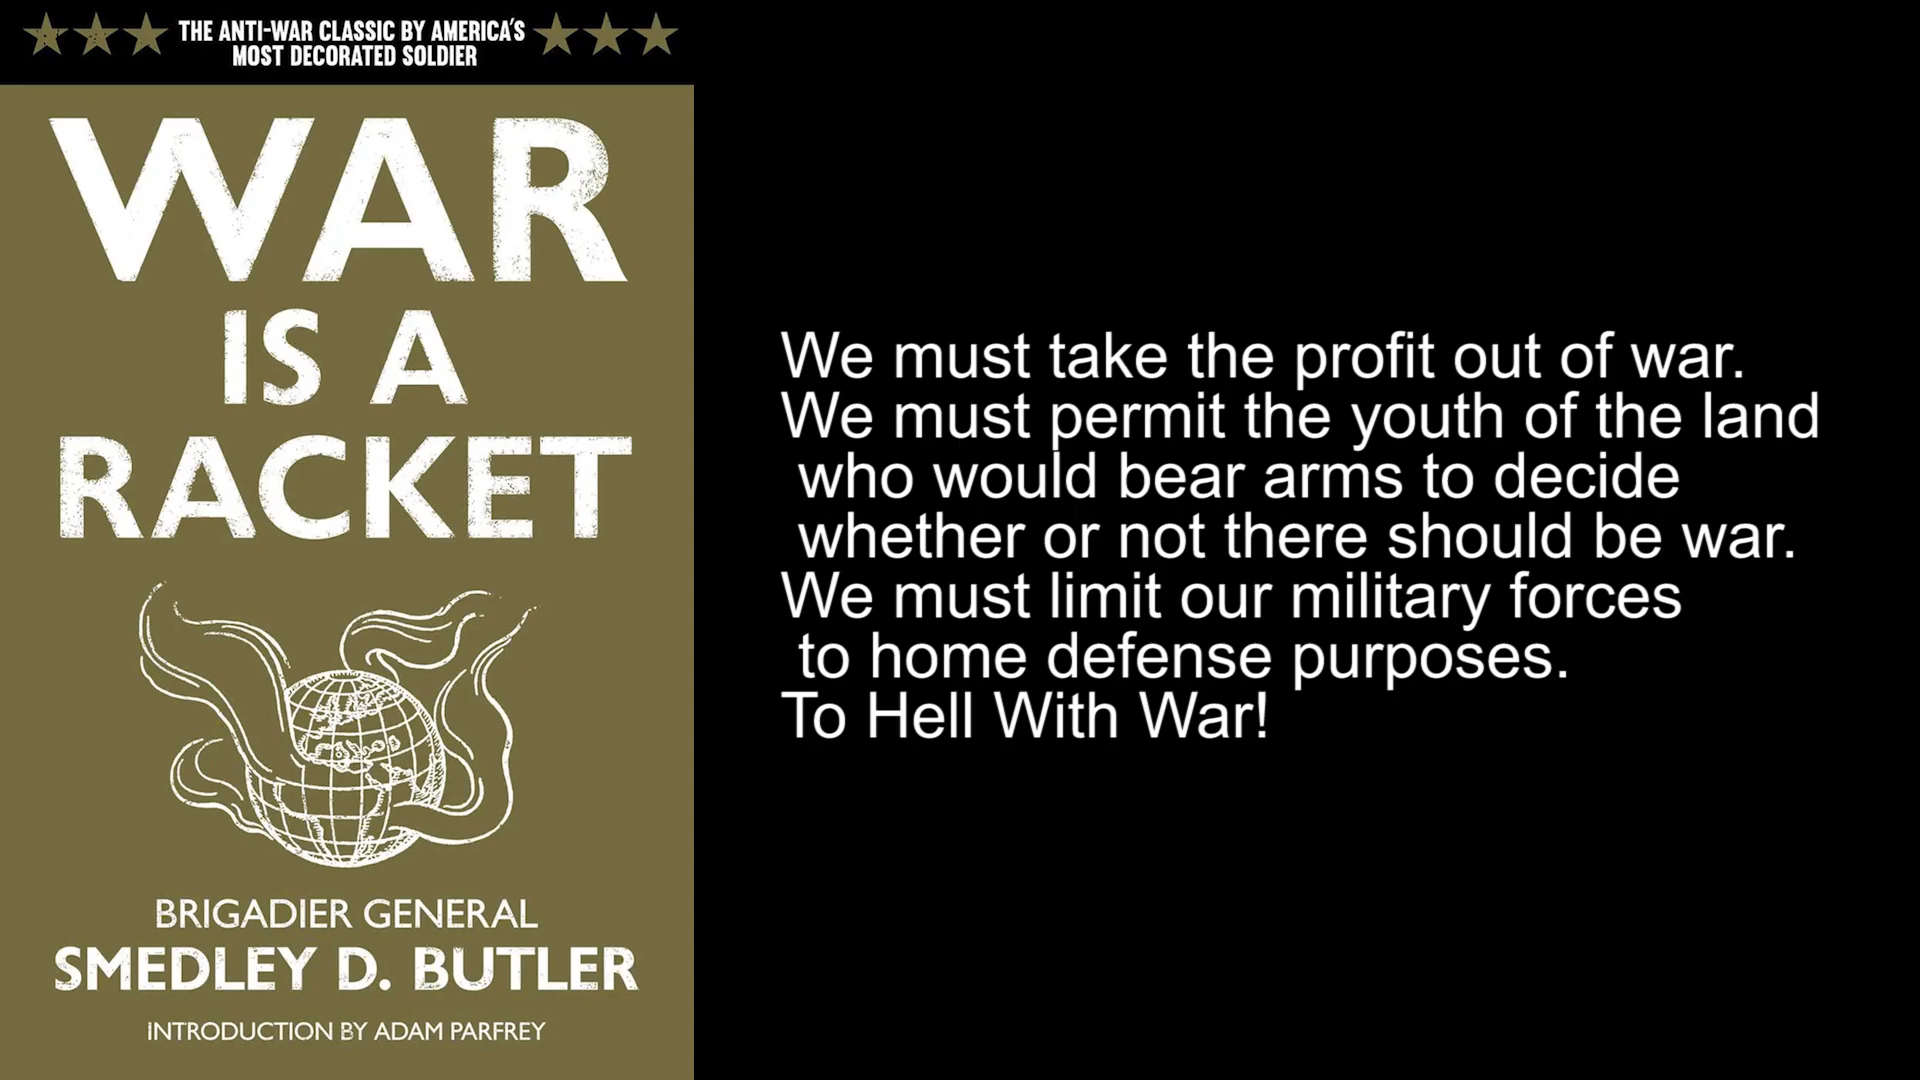 THE ANTI-WAR CLASSIC BY AMERICA'S
MOST DECORATED SOLDIER
WAR
IS A
RACKET
BRIGADIER GENERAL
SMEDLEY D. BUTLER
INTRODUCTION BY ADAM PARFREY
We must take the profit out of war.
We must permit the youth of the land
who would bear arms to decide
whether or not there should be war.
We must limit our military forces
to home defense purposes.
To Hell With War!